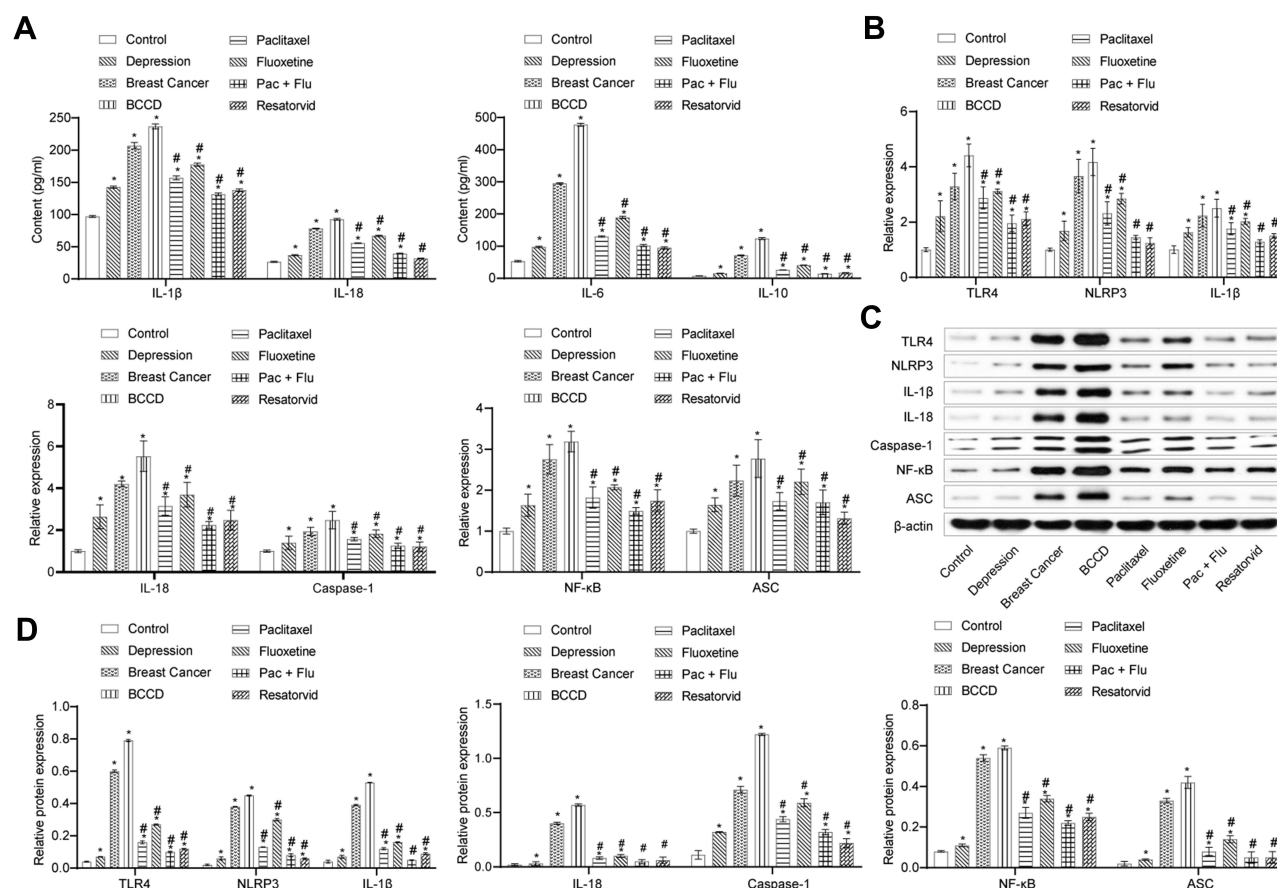 A
Control
Depression
Breast Cancer
BCCD
Paclitaxel
Fluoxetine
Pac + Flu
Resatorvid
Content (pg/ml)
250
200
150
100
50
0
IL-1β
IL-18
* * * # * # * # * # *
* * * # * # * # * # *
Control
Depression
Breast Cancer
BCCD
Paclitaxel
Fluoxetine
Pac + Flu
Resatorvid
Content (pg/ml)
500
400
300
200
100
0
IL-6
IL-10
* * * # * # * # * # *
* * * # * # * # * # *
B
Control
Depression
Breast Cancer
BCCD
Paclitaxel
Fluoxetine
Pac + Flu
Resatorvid
Relative expression
6
4
2
0
TLR4
NLRP3
IL-1β
* * * # * # * # * # *
* * * # * # * # * # *
* * * # * # * # * # *
Control
Depression
Breast Cancer
BCCD
Paclitaxel
Fluoxetine
Pac + Flu
Resatorvid
Relative expression
8
6
4
2
0
IL-18
Caspase-1
* * * # * # * # * # *
* * * # * # * # * # *
Control
Depression
Breast Cancer
BCCD
Paclitaxel
Fluoxetine
Pac + Flu
Resatorvid
Relative expression
4
3
2
1
0
NF-κB
ASC
* * * # * # * # * # *
* * * # * # * # * # *
C
TLR4
NLRP3
IL-1β
IL-18
Caspase-1
NF-κB
ASC
β-actin
Control
Depression
Breast Cancer
BCCD
Paclitaxel
Fluoxetine
Pac + Flu
Resatorvid
D
Control
Depression
Breast Cancer
BCCD
Paclitaxel
Fluoxetine
Pac + Flu
Resatorvid
Relative protein expression
1.0
0.8
0.6
0.4
0.2
0.0
TLR4
NLRP3
IL-1β
* * * # * # * # * # *
* * * # * # * # * # *
* * * # * # * # # *
Control
Depression
Breast Cancer
BCCD
Paclitaxel
Fluoxetine
Pac + Flu
Resatorvid
Relative protein expression
1.5
1.0
0.5
0.0
IL-18
Caspase-1
* * * # * # * # * #
* * * # * # * # * # *
Control
Depression
Breast Cancer
BCCD
Paclitaxel
Fluoxetine
Pac + Flu
Resatorvid
Relative protein expression
0.8
0.6
0.4
0.2
0.0
NF-κB
ASC
* * * # * # * # * # *
* * * # * # * # * # *